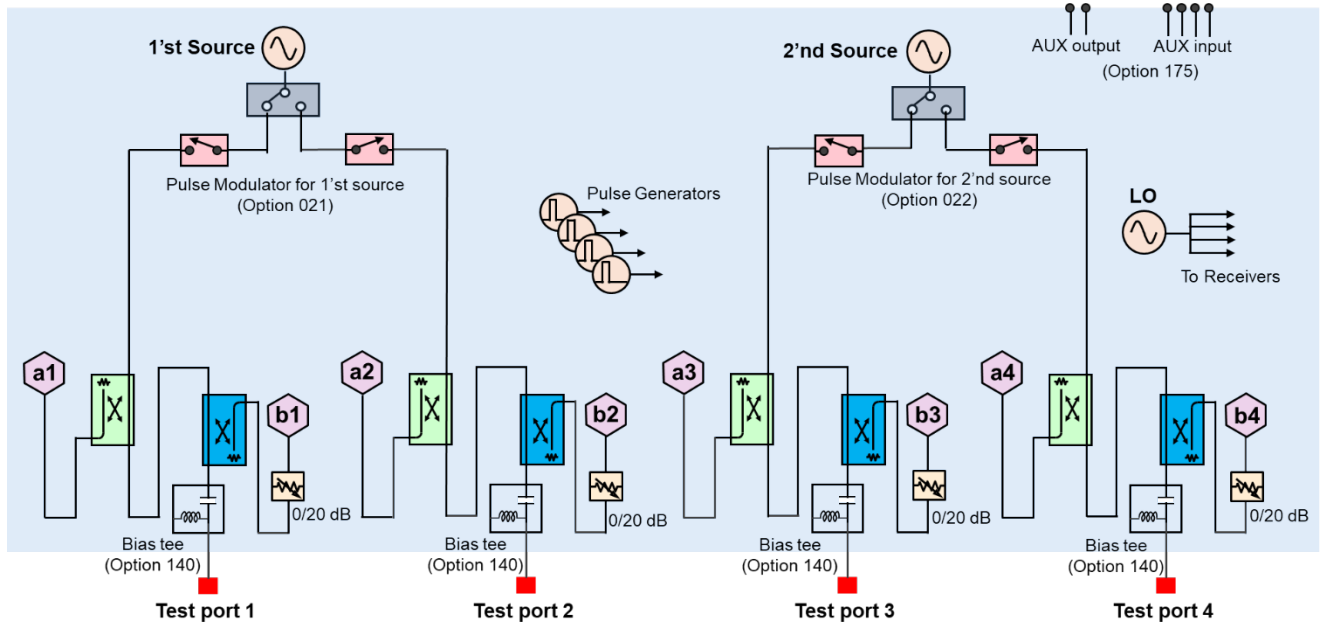 1'st Source
2'nd Source
AUX output
AUX input
(Option 175)
Pulse Modulator for 1'st source
(Option 021)
Pulse Generators
Pulse Modulator for 2'nd source
(Option 022)
LO
To Receivers
a1
b1
a2
b2
a3
b3
a4
b4
0/20 dB
0/20 dB
0/20 dB
0/20 dB
Bias tee
(Option 140)
Bias tee
(Option 140)
Bias tee
(Option 140)
Bias tee
(Option 140)
Test port 1
Test port 2
Test port 3
Test port 4